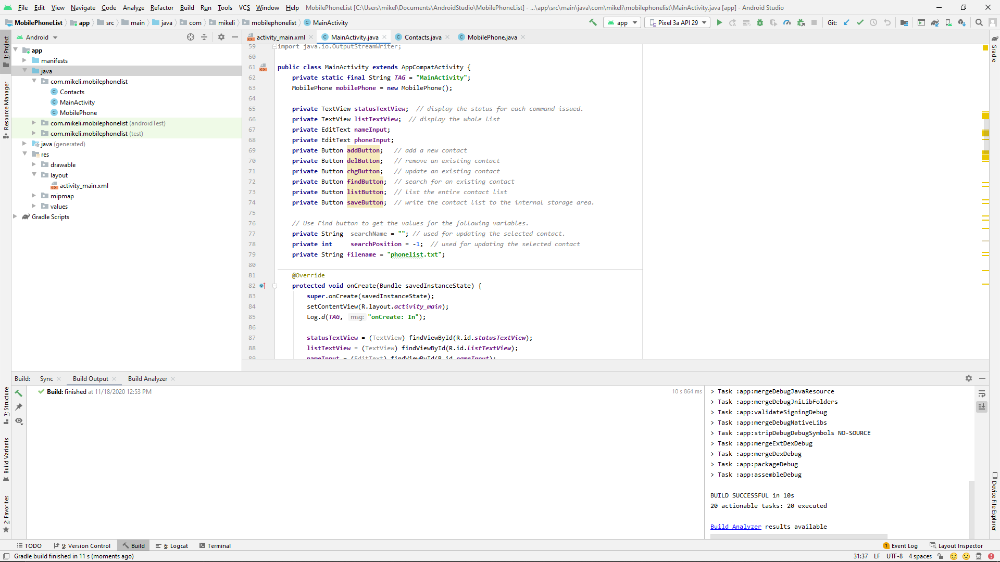 File Edit View Navigate Code Analyze Refactor Build Run Tools VCS Window Help MobilePhoneList [C:\Users\mikel\Documents\AndroidStudio\MobilePhoneList] - ...\app\src\main\java\com\mikeli\mobilephonelist\MainActivity.java [app] - Android Studio
MobilePhoneList app src main java com mikeli mobilephonelist MainActivity app Pixel 3a API 29 Git:
Android
activity_main.xml MainActivity.java Contacts.java MobilePhone.java
1: Project
Resource Manager
7: Structure
Build Variants
2: Favorites
app
manifests
java
com.mikeli.mobilephonelist
Contacts
MainActivity
MobilePhone
com.mikeli.mobilephonelist (androidTest)
com.mikeli.mobilephonelist (test)
java (generated)
res
drawable
layout
activity_main.xml
mipmap
values
Gradle Scripts
59 import java.io.OutputStreamWriter;
60
61 public class MainActivity extends AppCompatActivity {
62 private static final String TAG = "MainActivity";
63 MobilePhone mobilePhone = new MobilePhone();
64
65 private TextView statusTextView; // display the status for each command issued.
66 private TextView listTextView; // display the whole list
67 private EditText nameInput;
68 private EditText phoneInput;
69 private Button addButton; // add a new contact
70 private Button delButton; // remove an existing contact
71 private Button chgButton; // update an existing contact
72 private Button findButton; // search for an existing contact
73 private Button listButton; // list the entire contact list
74 private Button saveButton; // write the contact list to the internal storage area.
75
76 // Use Find button to get the values for the following variables.
77 private String searchName = ""; // used for updating the selected contact.
78 private int searchPosition = -1; // used for updating the selected contact
79 private String filename = "phonelist.txt";
80
81 @Override
82 protected void onCreate(Bundle savedInstanceState) {
83 super.onCreate(savedInstanceState);
84 setContentView(R.layout.activity_main);
85 Log.d(TAG, msg: "onCreate: In");
86
87 statusTextView = (TextView) findViewById(R.id.statusTextView);
88 listTextView = (TextView) findViewById(R.id.listTextView);
89 nameInput = (EditText) findViewById(R.id.nameInput);
Gradle
Device File Explorer
Build: Sync Build Output Build Analyzer
Build: finished at 11/18/2020 12:53 PM 10 s 864 ms
> Task :app:mergeDebugJavaResource
> Task :app:mergeDebugJniLibFolders
> Task :app:validateSigningDebug
> Task :app:mergeDebugNativeLibs
> Task :app:stripDebugDebugSymbols NO-SOURCE
> Task :app:mergeExtDexDebug
> Task :app:mergeDexDebug
> Task :app:packageDebug
> Task :app:assembleDebug
BUILD SUCCESSFUL in 10s
20 actionable tasks: 20 executed
Build Analyzer results available
TODO 9: Version Control Build 6: Logcat Terminal 1 Event Log Layout Inspector
Gradle build finished in 11 s (moments ago) 31:37 LF UTF-8 4 spaces